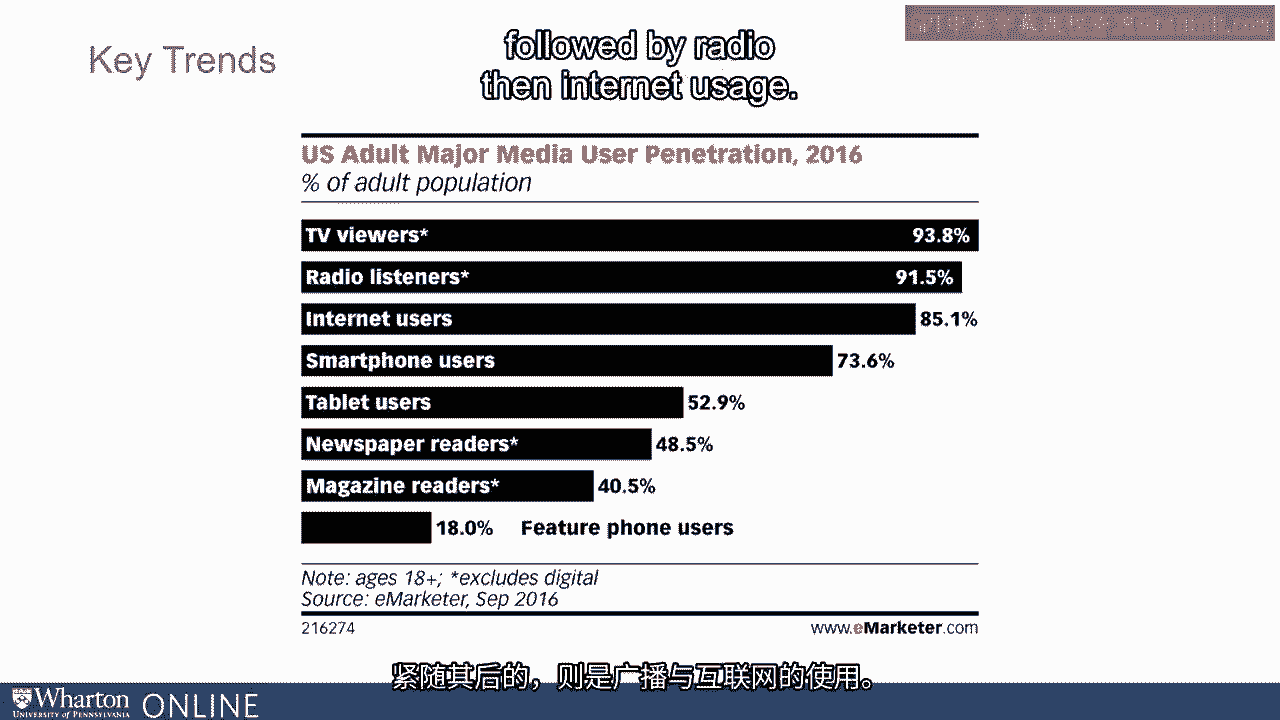 followed by radio
then internet usage.
Key Trends
US Adult Major Media User Penetration, 2016
% of adult population
TV viewers* 93.8%
Radio listeners* 91.5%
Internet users 85.1%
Smartphone users 73.6%
Tablet users 52.9%
Newspaper readers* 48.5%
Magazine readers* 40.5%
18.0% Feature phone users
Note: ages 18+; *excludes digital
Source: eMarketer, Sep 2016
216274 www.eMarketer.com
紧随其后的，则是广播与互联网的使用。
Wharton ONLINE
UNIVERSITY of PENNSYLVANIA